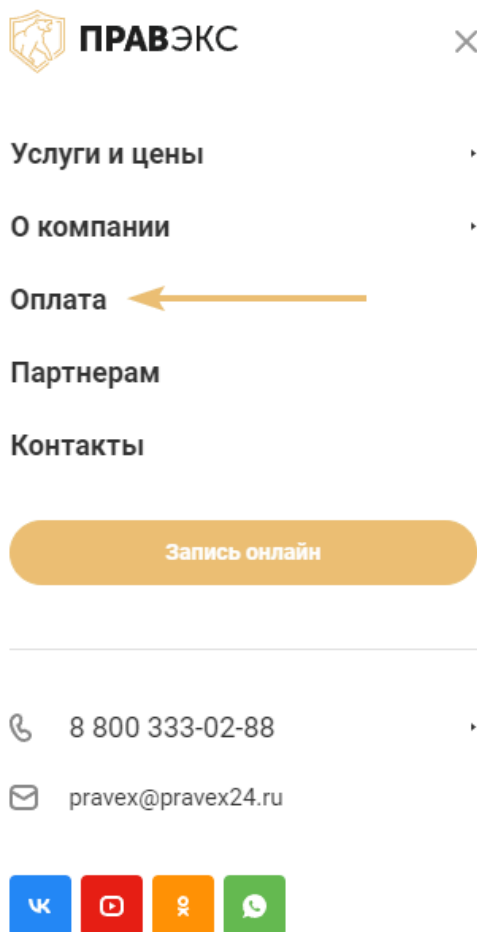 ПРАВЭКС
Услуги и цены
О компании
Оплата
Партнерам
Контакты
Запись онлайн
8 800 333-02-88
pravex@pravex24.ru